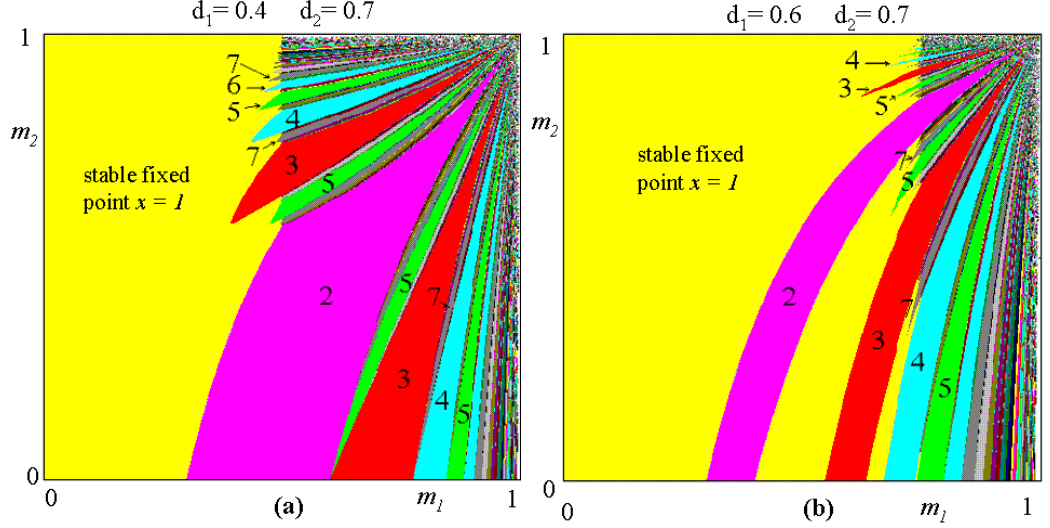 d1 = 0.4 d2 = 0.7
1
7
6
5
4
7
3
5
m2
stable fixed
point x = 1
2
5
7
3
4
5
0
0
(a)
m1
1
d1 = 0.6 d2 = 0.7
1
4
3
5
m2
7
5
stable fixed
point x = 1
2
7
3
4
5
0
0
(b)
m1
1